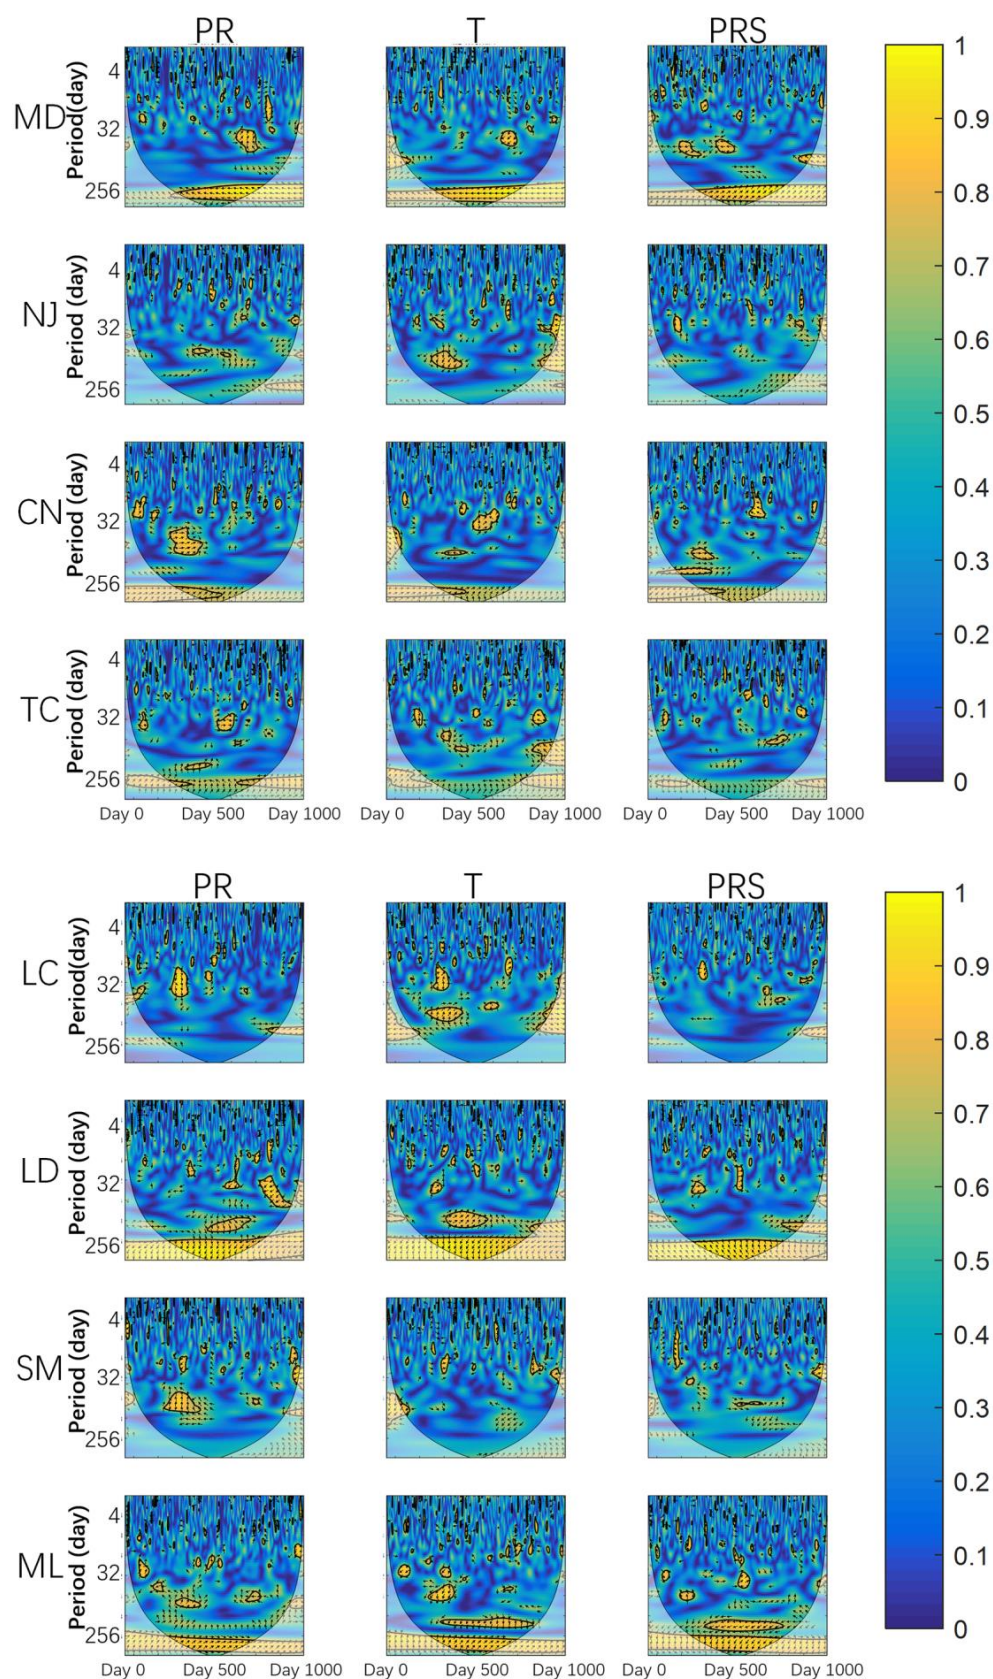 PR T PRS
MD Period(day) 4 32 256
NJ Period (day) 4 32 256
CN Period (day) 4 32 256
TC Period (day) 4 32 256
Day 0 Day 500 Day 1000 Day 0 Day 500 Day 1000 Day 0 Day 500 Day 1000
1
0.9
0.8
0.7
0.6
0.5
0.4
0.3
0.2
0.1
0
PR T PRS
LC Period(day) 4 32 256
LD Period (day) 4 32 256
SM Period (day) 4 32 256
ML Period (day) 4 32 256
Day 0 Day 500 Day 1000 Day 0 Day 500 Day 1000 Day 0 Day 500 Day 1000
1
0.9
0.8
0.7
0.6
0.5
0.4
0.3
0.2
0.1
0